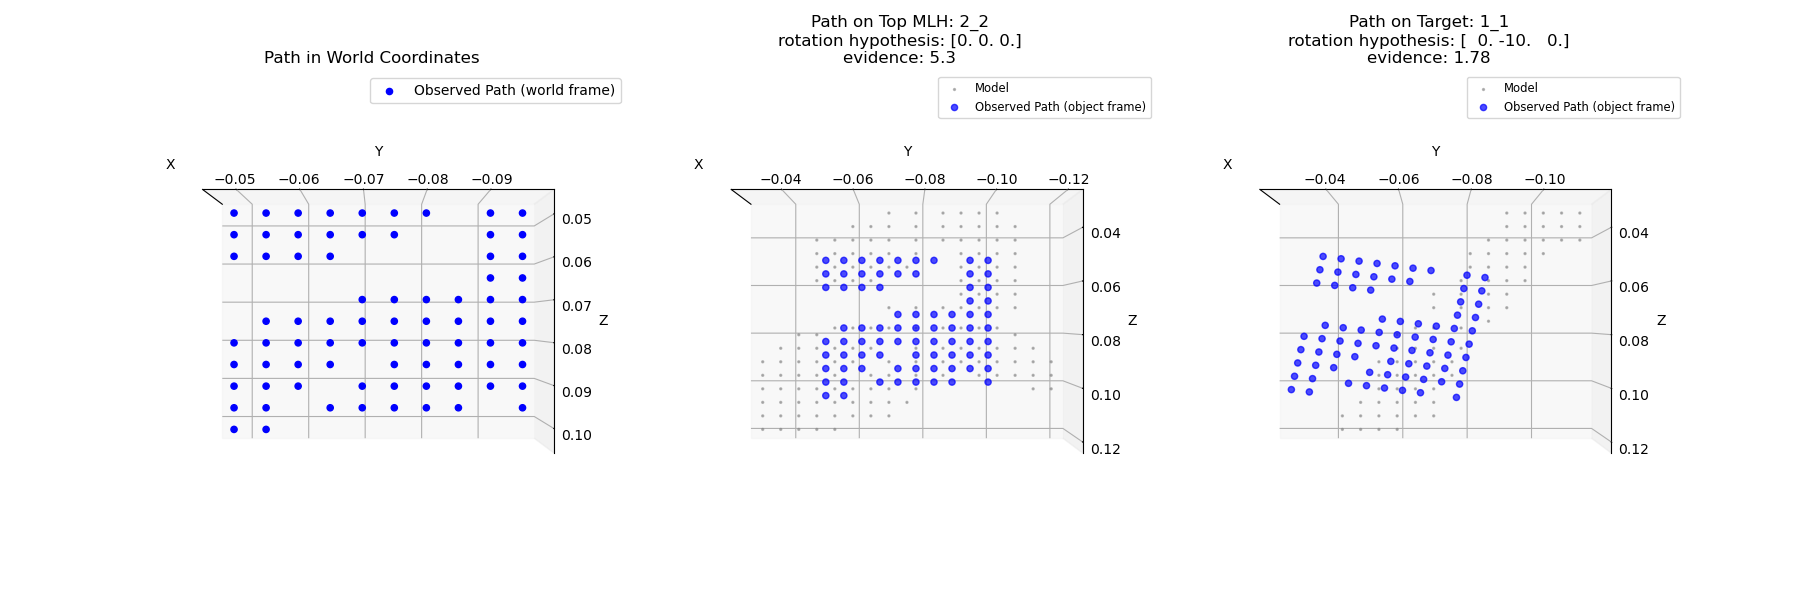 Path in World Coordinates
Observed Path (world frame)
X
Y
−0.05 −0.06 −0.07 −0.08 −0.09
0.05
0.06
0.07
Z
0.08
0.09
0.10
Path on Top MLH: 2_2
rotation hypothesis: [0. 0. 0.]
evidence: 5.3
Model
Observed Path (object frame)
X
Y
−0.04 −0.06 −0.08 −0.10 −0.12
0.04
0.06
Z
0.08
0.10
0.12
Path on Target: 1_1
rotation hypothesis: [  0. -10.   0.]
evidence: 1.78
Model
Observed Path (object frame)
X
Y
−0.04 −0.06 −0.08 −0.10
0.04
0.06
Z
0.08
0.10
0.12